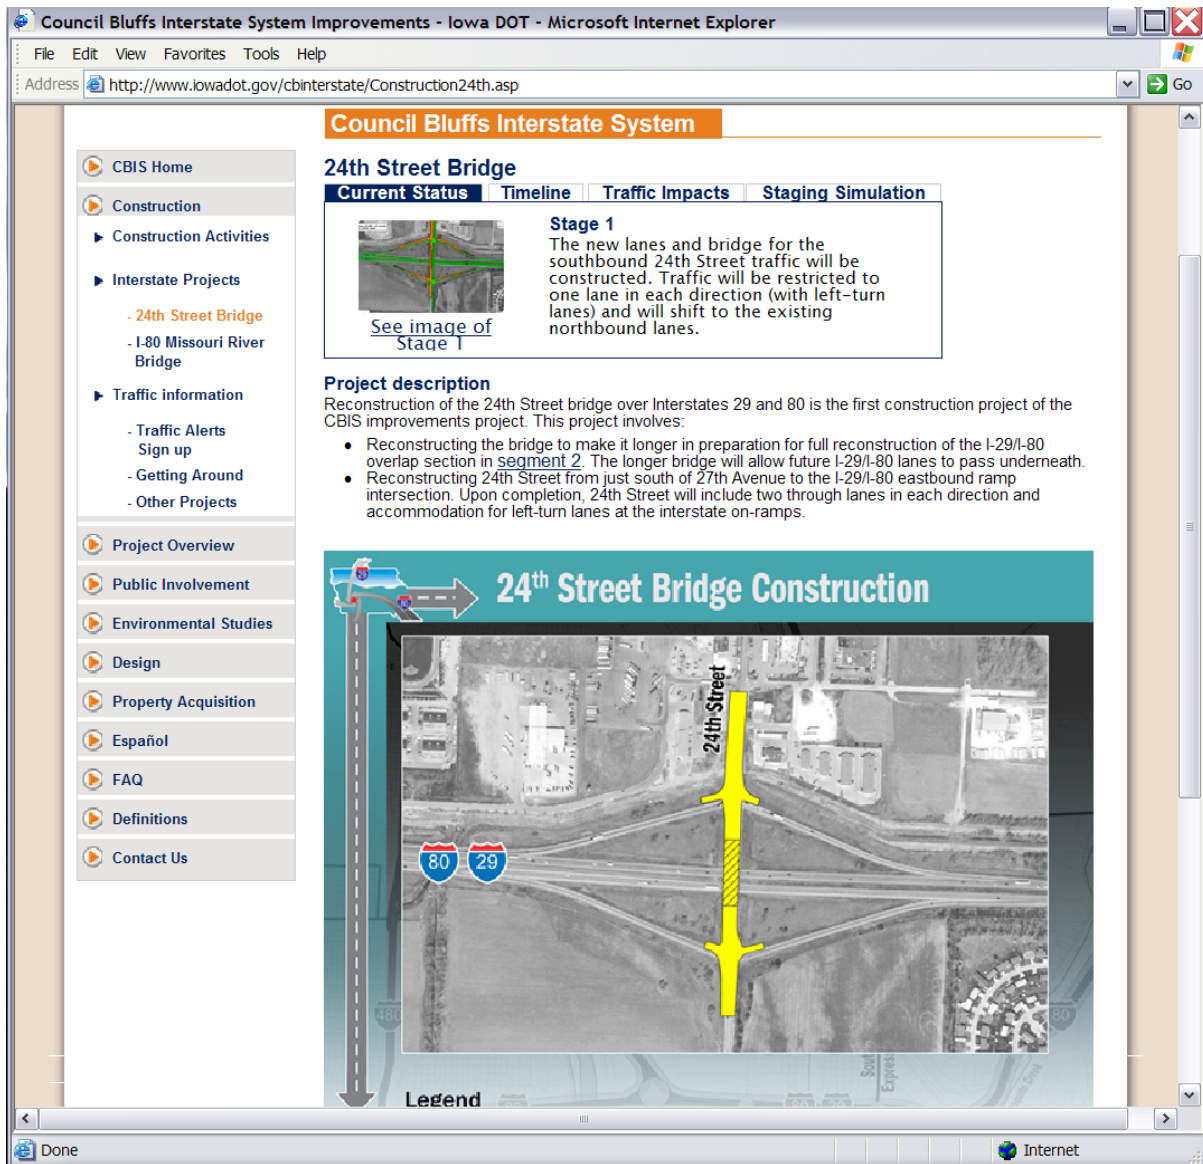 Council Bluffs Interstate System Improvements - Iowa DOT - Microsoft Internet Explorer
File Edit View Favorites Tools Help
Address http://www.iowadot.gov/cbinterstate/Construction24th.asp Go
Council Bluffs Interstate System
CBIS Home
Construction
Construction Activities
Interstate Projects
- 24th Street Bridge
- I-80 Missouri River
Bridge
Traffic information
- Traffic Alerts
Sign up
- Getting Around
- Other Projects
Project Overview
Public Involvement
Environmental Studies
Design
Property Acquisition
Español
FAQ
Definitions
Contact Us
24th Street Bridge
Current Status Timeline Traffic Impacts Staging Simulation
See image of
Stage 1
Stage 1
The new lanes and bridge for the
southbound 24th Street traffic will be
constructed. Traffic will be restricted to
one lane in each direction (with left-turn
lanes) and will shift to the existing
northbound lanes.
Project description
Reconstruction of the 24th Street bridge over Interstates 29 and 80 is the first construction project of the
CBIS improvements project. This project involves:
• Reconstructing the bridge to make it longer in preparation for full reconstruction of the I-29/I-80
overlap section in segment 2. The longer bridge will allow future I-29/I-80 lanes to pass underneath.
• Reconstructing 24th Street from just south of 27th Avenue to the I-29/I-80 eastbound ramp
intersection. Upon completion, 24th Street will include two through lanes in each direction and
accommodation for left-turn lanes at the interstate on-ramps.
24th Street Bridge Construction
24th Street
80 29
480
80
Legend
Done Internet